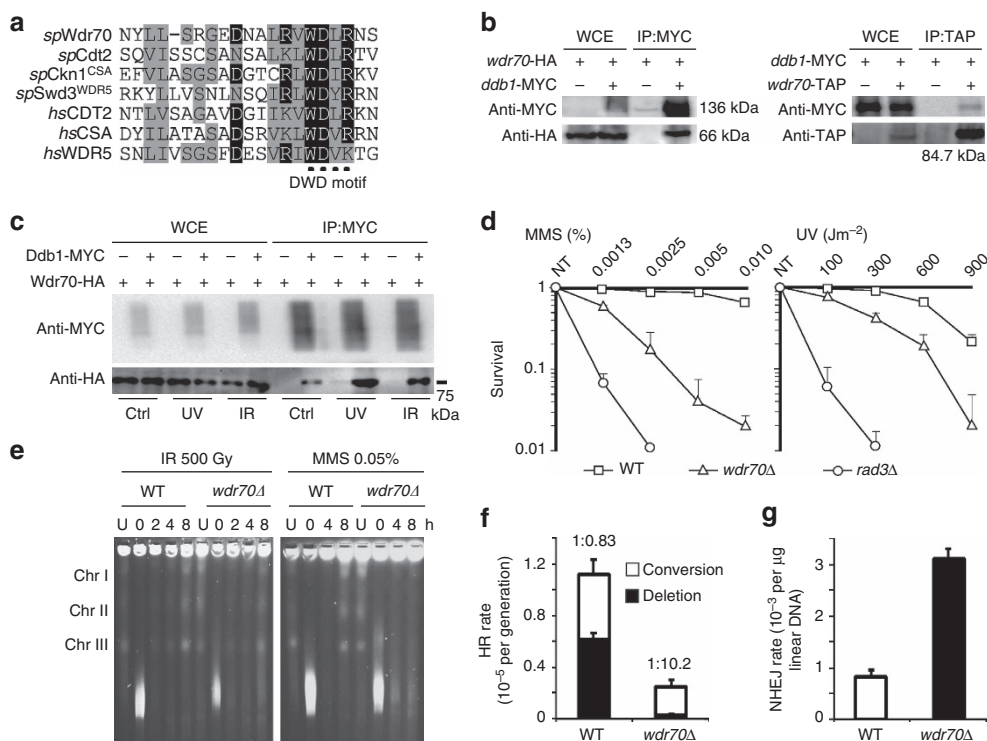 a
spWdr70 NYLL-SRGEDNALRVWDLRNS
spCdt2 SQVISSCSANSALKLWDLRTV
spCkn1CSA EFVLASGSADGTCRLWDIRKV
spSwd3WDR5 RKYLLVSNLNSQIRLWDYRSN
hsCDT2 NTLVSAGAVDGIIKVWDLRKN
hsCSA DYILATASADSRVKLWDVRRN
hsWDR5 SNLIVSGSFDESVRIWDVKTG
DWD motif
b
WCE IP:MYC
wdr70-HA + + + +
ddb1-MYC – + – +
Anti-MYC 136 kDa
Anti-HA 66 kDa
WCE IP:TAP
ddb1-MYC + + + +
wdr70-TAP – + – +
Anti-MYC
Anti-TAP
84.7 kDa
c
WCE IP:MYC
Ddb1-MYC – + – + – + – + – + – +
Wdr70-HA + + + + + + + + + + + +
Anti-MYC
Anti-HA
75
kDa
Ctrl UV IR Ctrl UV IR
d
MMS (%) UV (Jm−2)
NT 0.0013 0.0025 0.005 0.010 NT 100 300 600 900
1
0.1
0.01
Survival
WT wdr70Δ rad3Δ
e
IR 500 Gy MMS 0.05%
WT wdr70Δ WT wdr70Δ
U 0 2 4 8 U 0 2 4 8 U 0 4 8 U 0 4 8 h
Chr I
Chr II
Chr III
f
1:0.83
1:10.2
Conversion
Deletion
1.2
0.8
0.4
0
HR rate
(10−5 per generation)
WT wdr70Δ
g
3
2
1
0
NHEJ rate (10−3 per μg
linear DNA)
WT wdr70Δ